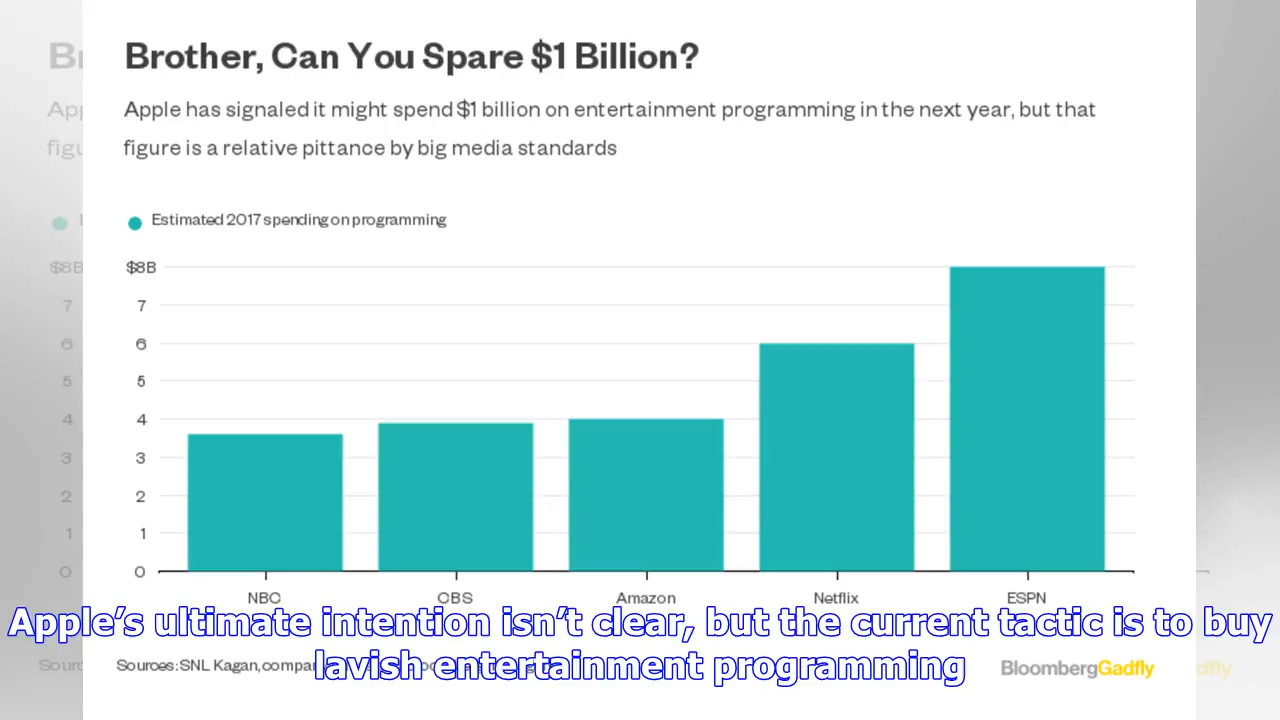 Brother, Can You Spare $1 Billion?
Apple has signaled it might spend $1 billion on entertainment programming in the next year, but that
figure is a relative pittance by big media standards
Estimated 2017 spending on programming
$8B
7
6
5
4
3
2
1
0
NBC CBS Amazon Netflix ESPN
Apple’s ultimate intention isn’t clear, but the current tactic is to buy
lavish entertainment programming
Sources: SNL Kagan,
BloombergGadfly